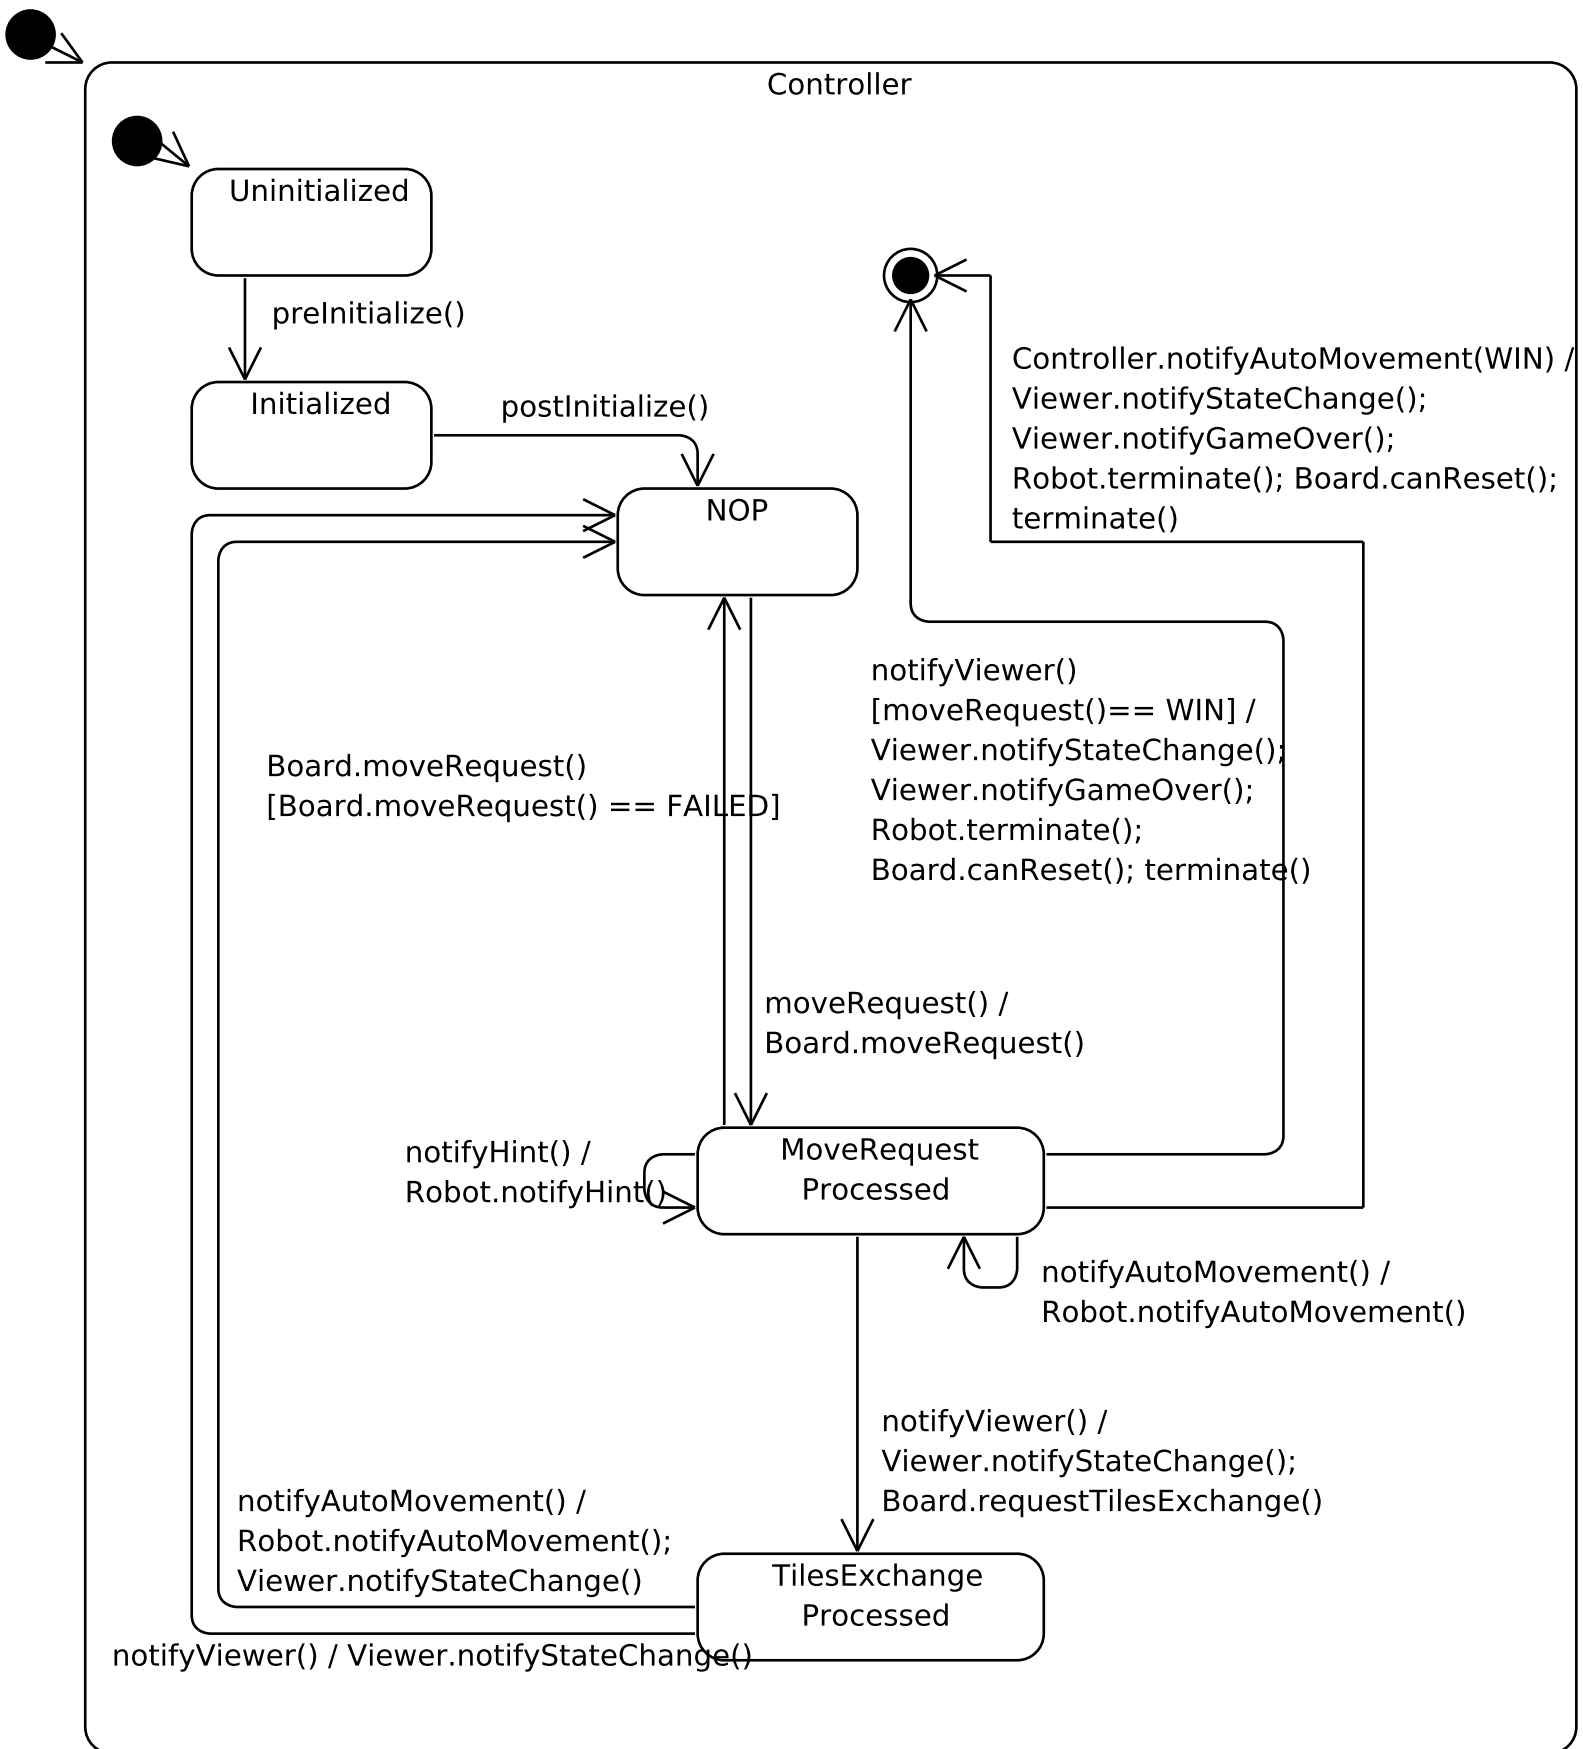 Controller
Uninitialized
preInitialize()
Initialized
postInitialize()
NOP
Controller.notifyAutoMovement(WIN) /
Viewer.notifyStateChange();
Viewer.notifyGameOver();
Robot.terminate(); Board.canReset();
terminate()
notifyViewer()
[moveRequest()== WIN] /
Viewer.notifyStateChange();
Viewer.notifyGameOver();
Robot.terminate();
Board.canReset(); terminate()
Board.moveRequest()
[Board.moveRequest() == FAILED]
moveRequest() /
Board.moveRequest()
notifyHint() /
Robot.notifyHint()
MoveRequest
Processed
notifyAutoMovement() /
Robot.notifyAutoMovement()
notifyViewer() /
Viewer.notifyStateChange();
Board.requestTilesExchange()
notifyAutoMovement() /
Robot.notifyAutoMovement();
Viewer.notifyStateChange()
TilesExchange
Processed
notifyViewer() / Viewer.notifyStateChange()